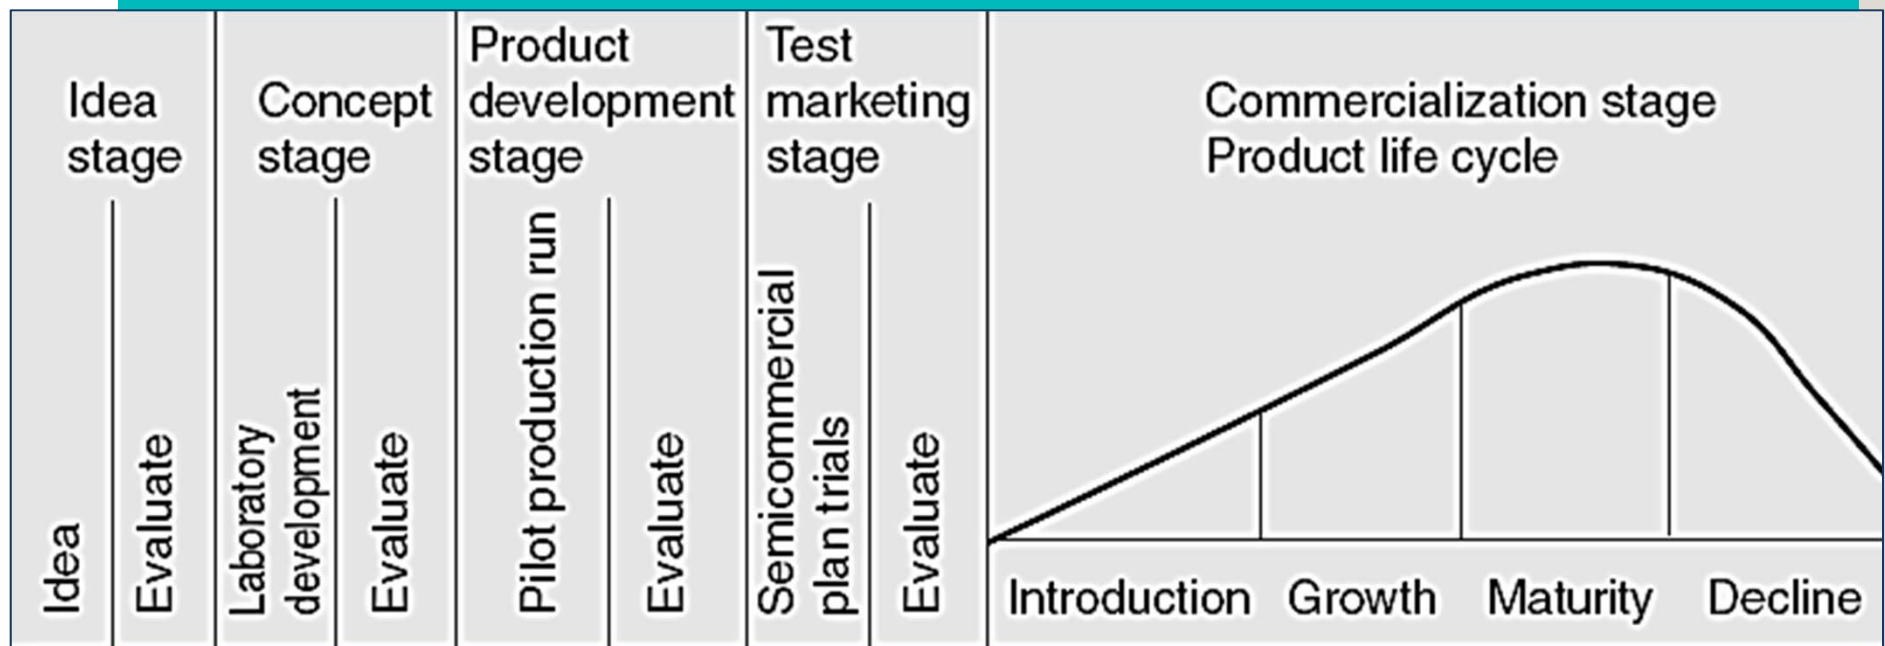 Idea
stage
Concept
stage
Product
development
stage
Test
marketing
stage
Commercialization stage
Product life cycle
Idea
Evaluate
Laboratory
development
Evaluate
Pilot production run
Evaluate
Semicommercial
plan trials
Evaluate
Introduction
Growth
Maturity
Decline